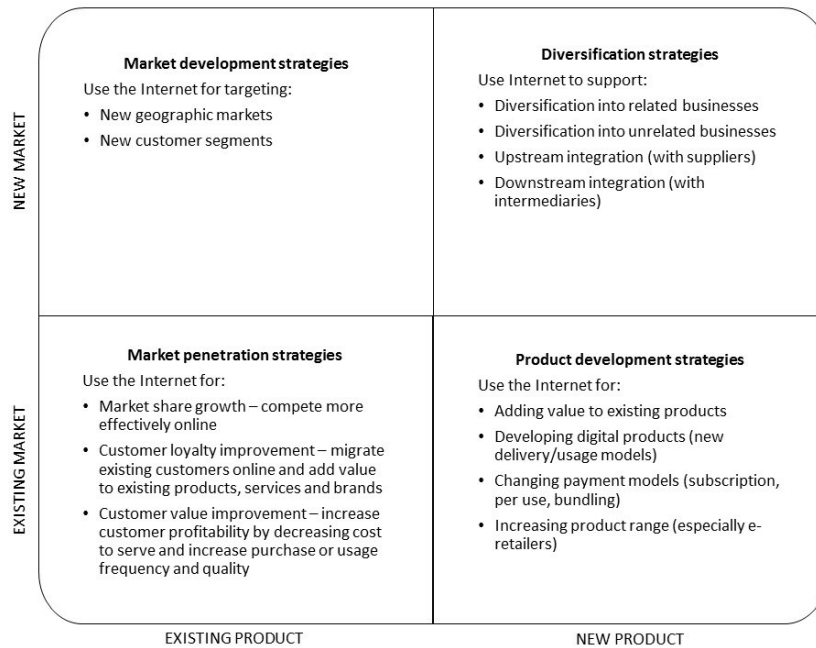 NEW MARKET
Market development strategies
Use the Internet for targeting:
• New geographic markets
• New customer segments
Diversification strategies
Use Internet to support:
• Diversification into related businesses
• Diversification into unrelated businesses
• Upstream integration (with suppliers)
• Downstream integration (with
intermediaries)
EXISTING MARKET
Market penetration strategies
Use the Internet for:
• Market share growth – compete more
effectively online
• Customer loyalty improvement – migrate
existing customers online and add value
to existing products, services and brands
• Customer value improvement – increase
customer profitability by decreasing cost
to serve and increase purchase or usage
frequency and quality
Product development strategies
Use the Internet for:
• Adding value to existing products
• Developing digital products (new
delivery/usage models)
• Changing payment models (subscription,
per use, bundling)
• Increasing product range (especially e-
retailers)
EXISTING PRODUCT
NEW PRODUCT